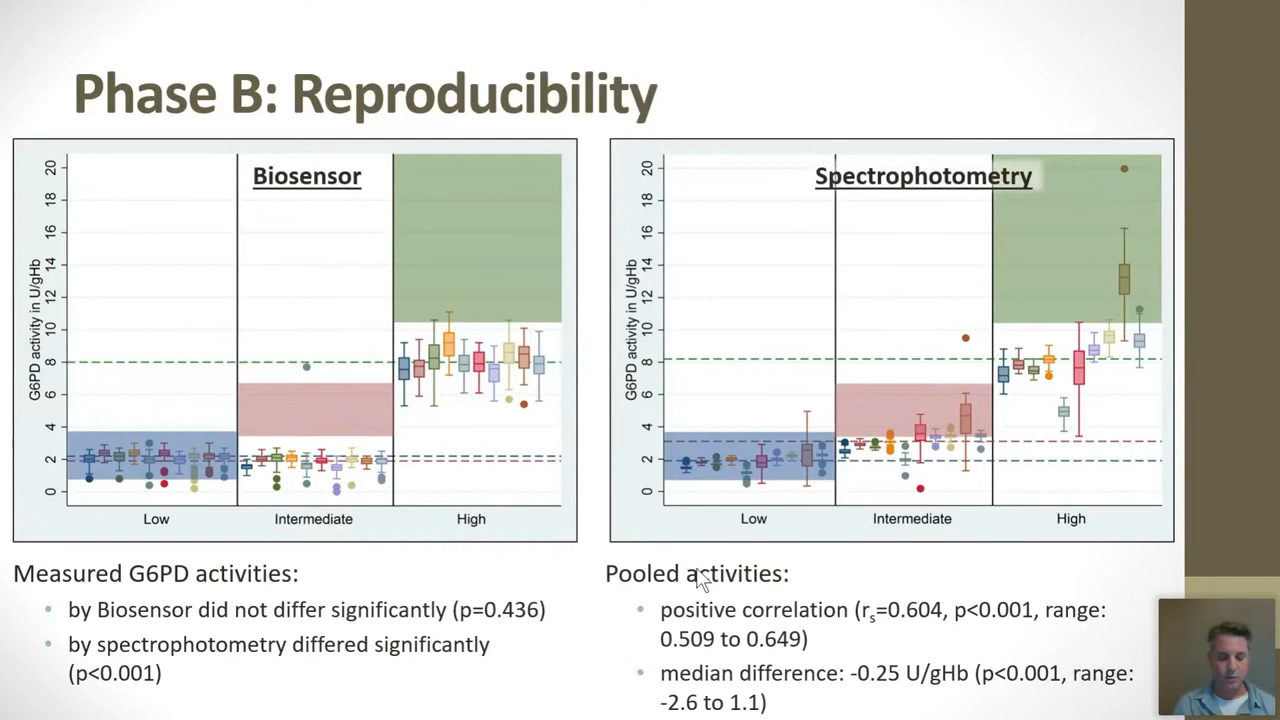 Phase B: Reproducibility
Biosensor
G6PD activity in U/gHb
20
18
16
14
12
10
8
6
4
2
0
Low
Intermediate
High
Spectrophotometry
G6PD activity in U/gHb
20
18
16
14
12
10
8
6
4
2
0
Low
Intermediate
High
Measured G6PD activities:
• by Biosensor did not differ significantly (p=0.436)
• by spectrophotometry differed significantly
(p<0.001)
Pooled activities:
• positive correlation (rs=0.604, p<0.001, range:
0.509 to 0.649)
• median difference: -0.25 U/gHb (p<0.001, range:
-2.6 to 1.1)